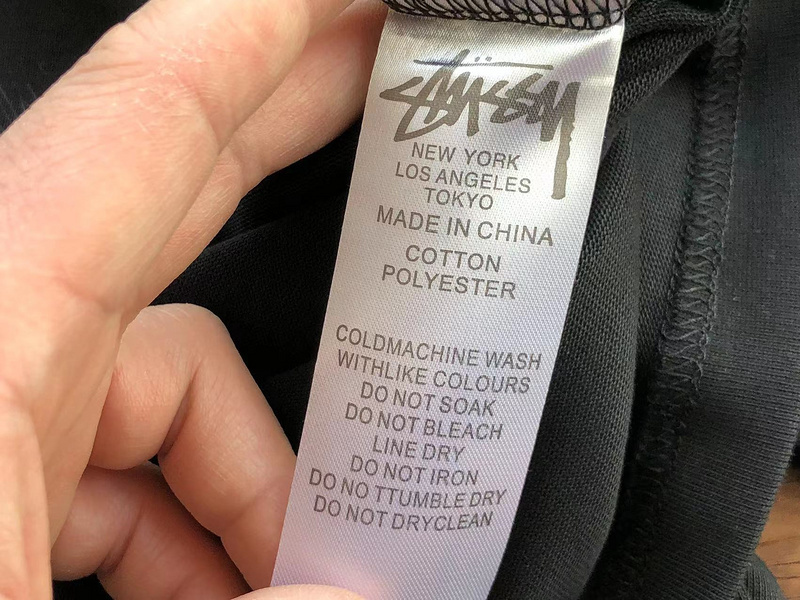 STÜSSY
NEW YORK
LOS ANGELES
TOKYO
MADE IN CHINA
COTTON
POLYESTER
COLDMACHINE WASH
WITHLIKE COLOURS
DO NOT SOAK
DO NOT BLEACH
LINE DRY
DO NOT IRON
DO NO TTUMBLE DRY
DO NOT DRYCLEAN